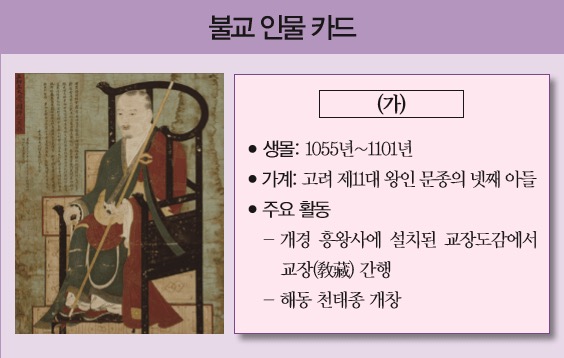 불교 인물 카드
(가)
● 생몰: 1055년~1101년
● 가계: 고려 제11대 왕인 문종의 넷째 아들
● 주요 활동
– 개경 흥왕사에 설치된 교장도감에서
교장(敎藏) 간행
– 해동 천태종 개창